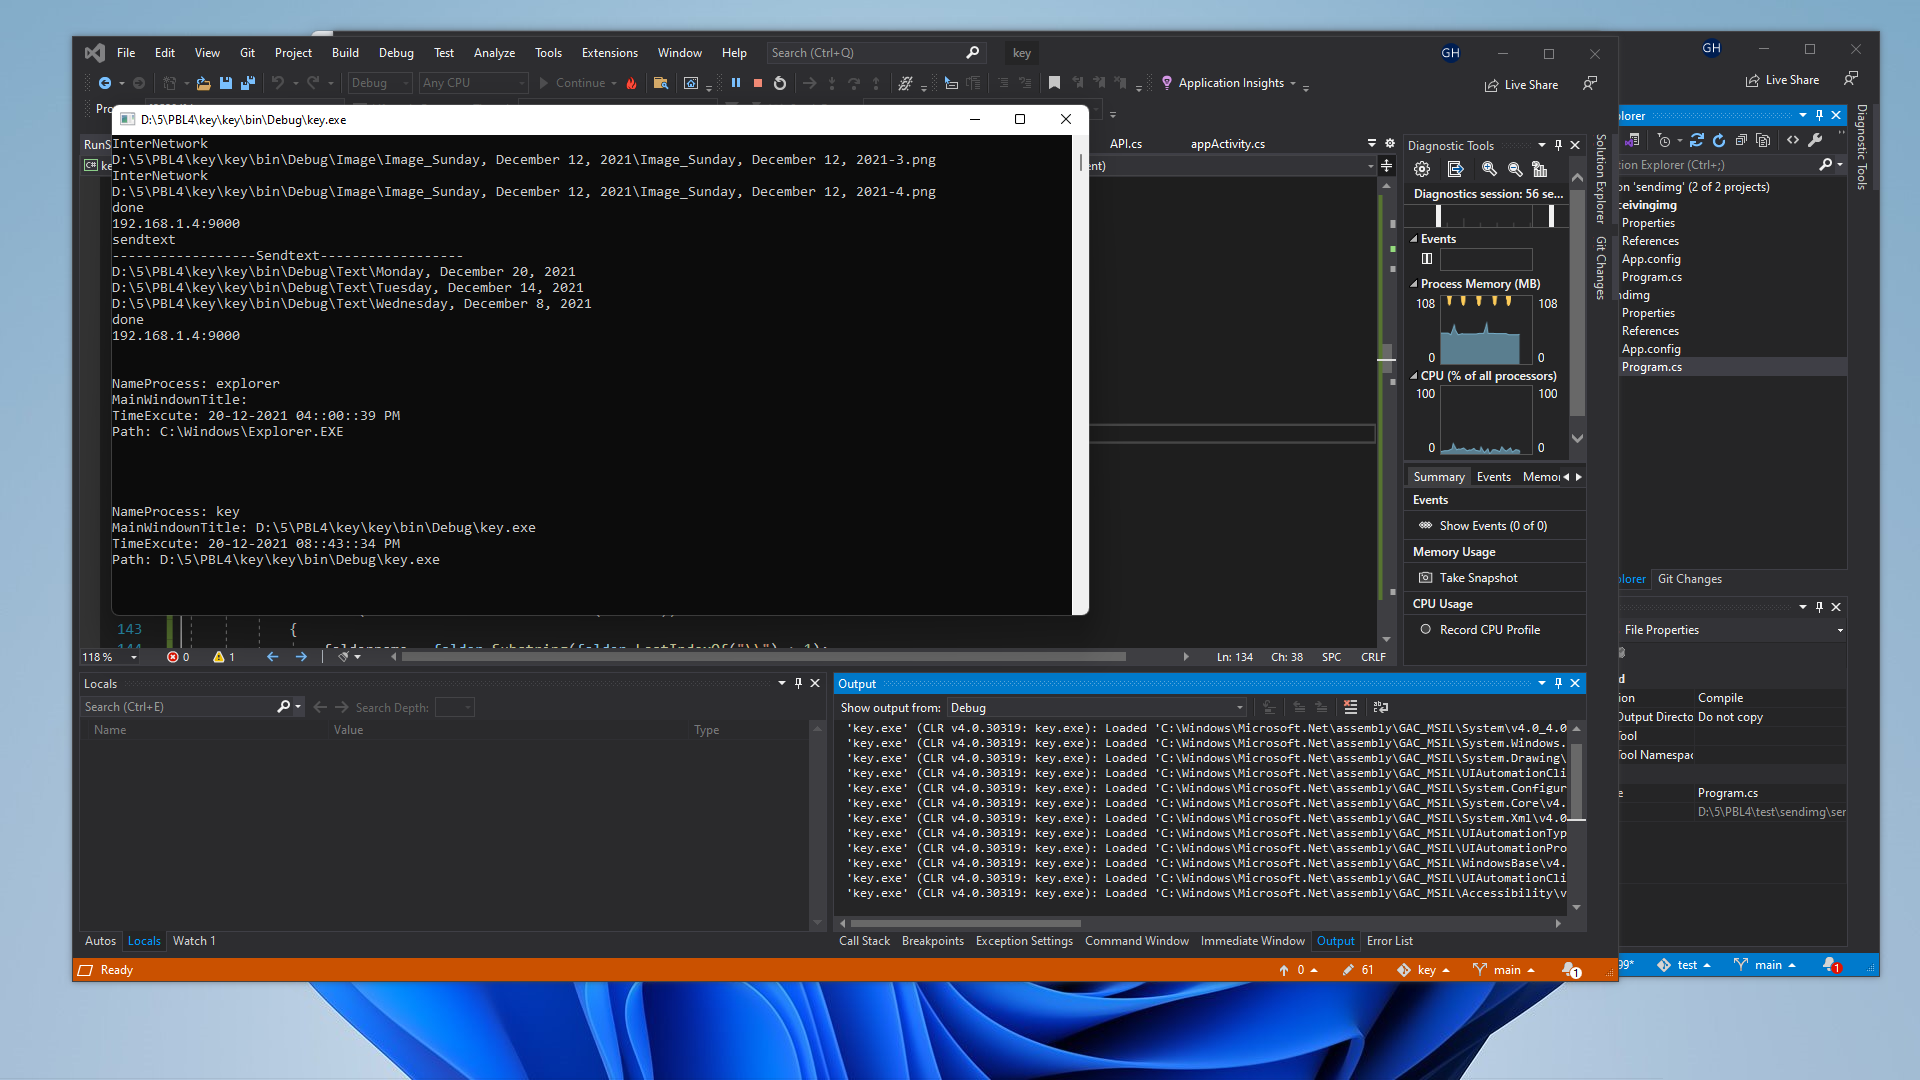 File Edit View Git Project Build Debug Test Analyze Tools Extensions Window Help Search (Ctrl+Q) key GH
GH
Debug Any CPU Continue Application Insights Live Share
Live Share
D:\5\PBL4\key\key\bin\Debug\key.exe
InterNetwork
D:\5\PBL4\key\key\bin\Debug\Image\Image_Sunday, December 12, 2021\Image_Sunday, December 12, 2021-3.png
InterNetwork
D:\5\PBL4\key\key\bin\Debug\Image\Image_Sunday, December 12, 2021\Image_Sunday, December 12, 2021-4.png
done
192.168.1.4:9000
sendtext
------------------Sendtext------------------
D:\5\PBL4\key\key\bin\Debug\Text\Monday, December 20, 2021
D:\5\PBL4\key\key\bin\Debug\Text\Tuesday, December 14, 2021
D:\5\PBL4\key\key\bin\Debug\Text\Wednesday, December 8, 2021
done
192.168.1.4:9000
NameProcess: explorer
MainWindownTitle:
TimeExcute: 20-12-2021 04::00::39 PM
Path: C:\Windows\Explorer.EXE
NameProcess: key
MainWindownTitle: D:\5\PBL4\key\key\bin\Debug\key.exe
TimeExcute: 20-12-2021 08::43::34 PM
Path: D:\5\PBL4\key\key\bin\Debug\key.exe
API.cs appActivity.cs
143 {
118 % 0 1 Ln: 134 Ch: 38 SPC CRLF
Diagnostic Tools
Diagnostics session: 56 se...
Events
Process Memory (MB)
108 108
0 0
CPU (% of all processors)
100 100
0 0
Summary Events Memor
Events
Show Events (0 of 0)
Memory Usage
Take Snapshot
CPU Usage
Record CPU Profile
Solution Explorer
Git Changes
Diagnostic Tools
lorer
ion Explorer (Ctrl+;)
on 'sendimg' (2 of 2 projects)
ceivingimg
Properties
References
App.config
Program.cs
ndimg
Properties
References
App.config
Program.cs
plorer Git Changes
File Properties
ion Compile
Output Directo Do not copy
Tool
Tool Namespac
e Program.cs
D:\5\PBL4\test\sendimg\ser
Locals
Search (Ctrl+E) Search Depth:
Name Value Type
Autos Locals Watch 1
Output
Show output from: Debug
'key.exe' (CLR v4.0.30319: key.exe): Loaded 'C:\Windows\Microsoft.Net\assembly\GAC_MSIL\System\v4.0_4.0
'key.exe' (CLR v4.0.30319: key.exe): Loaded 'C:\Windows\Microsoft.Net\assembly\GAC_MSIL\System.Windows.
'key.exe' (CLR v4.0.30319: key.exe): Loaded 'C:\Windows\Microsoft.Net\assembly\GAC_MSIL\System.Drawing\
'key.exe' (CLR v4.0.30319: key.exe): Loaded 'C:\Windows\Microsoft.Net\assembly\GAC_MSIL\UIAutomationCli
'key.exe' (CLR v4.0.30319: key.exe): Loaded 'C:\Windows\Microsoft.Net\assembly\GAC_MSIL\System.Configur
'key.exe' (CLR v4.0.30319: key.exe): Loaded 'C:\Windows\Microsoft.Net\assembly\GAC_MSIL\System.Core\v4.
'key.exe' (CLR v4.0.30319: key.exe): Loaded 'C:\Windows\Microsoft.Net\assembly\GAC_MSIL\System.Xml\v4.0
'key.exe' (CLR v4.0.30319: key.exe): Loaded 'C:\Windows\Microsoft.Net\assembly\GAC_MSIL\UIAutomationTyp
'key.exe' (CLR v4.0.30319: key.exe): Loaded 'C:\Windows\Microsoft.Net\assembly\GAC_MSIL\UIAutomationPro
'key.exe' (CLR v4.0.30319: key.exe): Loaded 'C:\Windows\Microsoft.Net\assembly\GAC_MSIL\WindowsBase\v4.
'key.exe' (CLR v4.0.30319: key.exe): Loaded 'C:\Windows\Microsoft.Net\assembly\GAC_MSIL\UIAutomationCli
'key.exe' (CLR v4.0.30319: key.exe): Loaded 'C:\Windows\Microsoft.Net\assembly\GAC_MSIL\Accessibility\v
Call Stack Breakpoints Exception Settings Command Window Immediate Window Output Error List
Ready 0 61 key main 1
99* test main 1